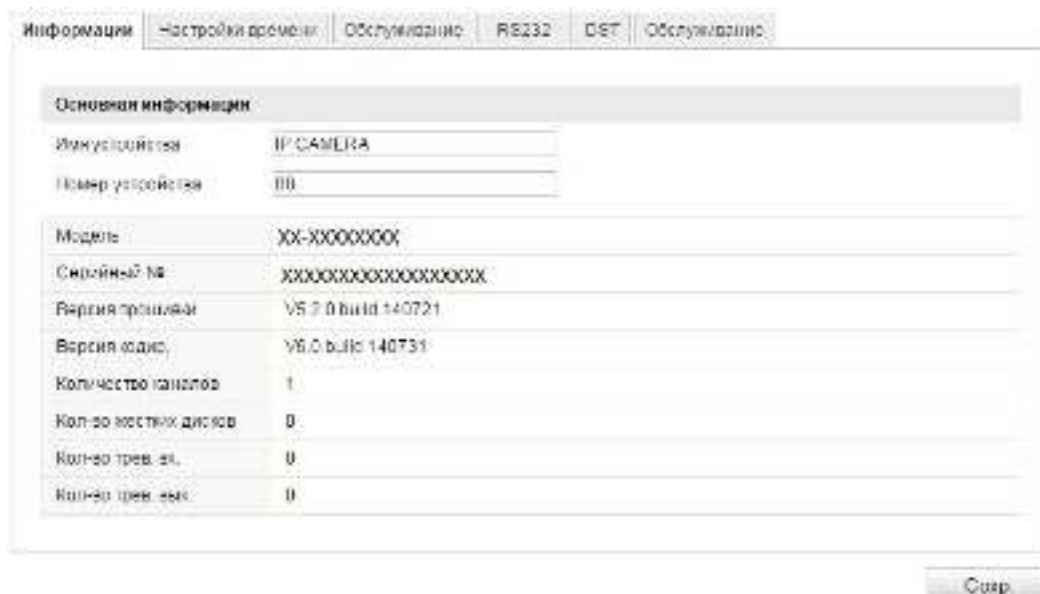 Информации Настройки времени Обслуживание RS232 DST Обслуживание
Основная информация
Имя устройства IP CAMERA
Номер устройства 88
Модель XX-XXXXXXXX
Серийный № XXXXXXXXXXXXXXXXXX
Версия прошивки V5.2.0 build 140721
Версия кодир. V6.0 build 140731
Количество каналов 1
Кол-во жестких дисков 0
Кол-во трев. вх. 0
Кол-во трев. вых 0
Сохр.